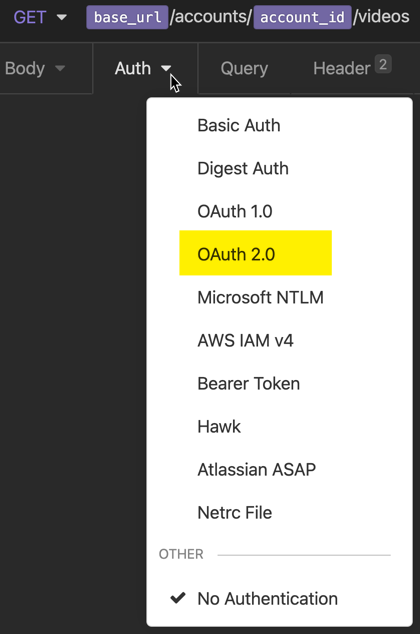 GET base_url/accounts/account_id/videos
Body Auth Query Header 2
Basic Auth
Digest Auth
OAuth 1.0
OAuth 2.0
Microsoft NTLM
AWS IAM v4
Bearer Token
Hawk
Atlassian ASAP
Netrc File
OTHER
No Authentication